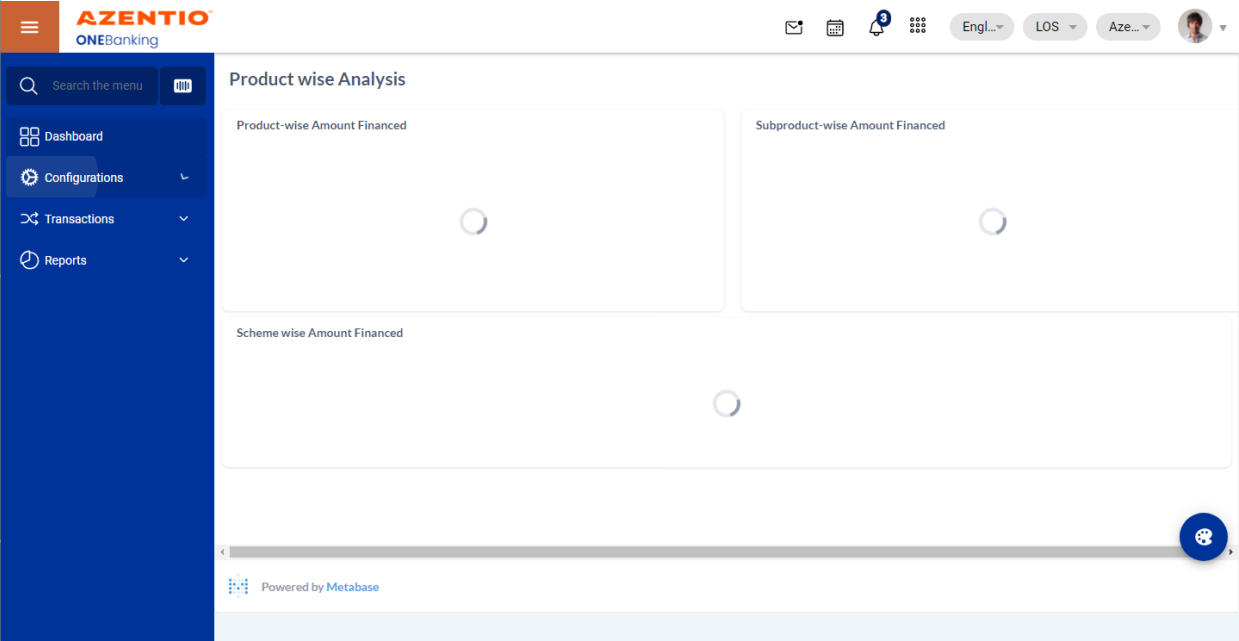 AZENTIO
ONEBanking
3
Engl...
LOS
Aze...
Search the menu
Dashboard
Configurations
Transactions
Reports
Product wise Analysis
Product-wise Amount Financed
Subproduct-wise Amount Financed
Scheme wise Amount Financed
Powered by Metabase